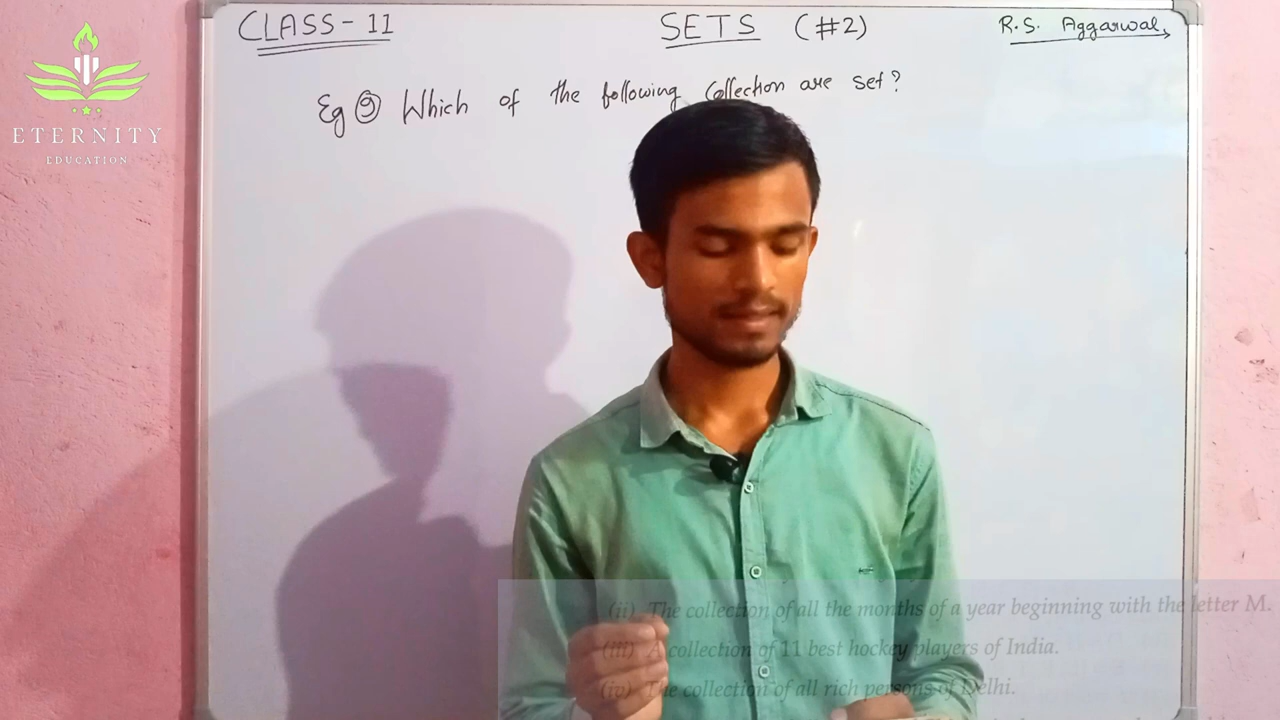 CLASS-11
SETS (#2)
R.S. Aggarwal
ETERNITY
EDUCATION
Eg 9 Which of the following Collection are set?
(ii) The collection of all the months of a year beginning with the letter M.
(iii) A collection of 11 best hockey players of India.
(iv) The collection of all rich persons of Delhi.